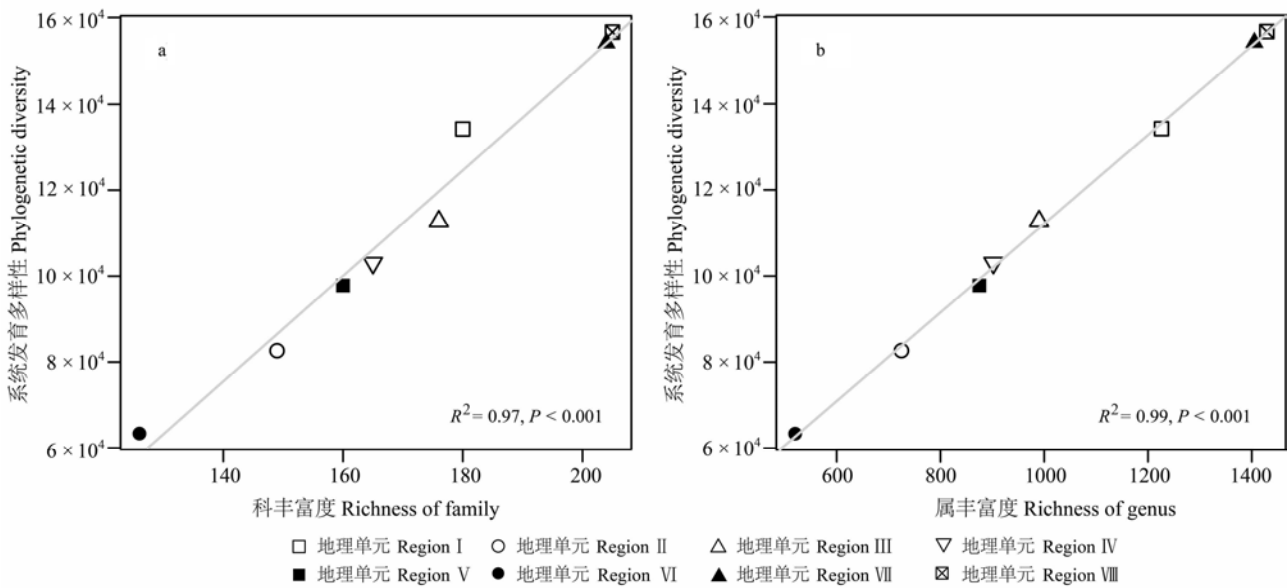 a
系统发育多样性 Phylogenetic diversity
16 × 10⁴
14 × 10⁴
12 × 10⁴
10 × 10⁴
8 × 10⁴
6 × 10⁴
R² = 0.97, P < 0.001
140 160 180 200
科丰富度 Richness of family
b
系统发育多样性 Phylogenetic diversity
16 × 10⁴
14 × 10⁴
12 × 10⁴
10 × 10⁴
8 × 10⁴
6 × 10⁴
R² = 0.99, P < 0.001
600 800 1000 1200 1400
属丰富度 Richness of genus
地理单元 Region Ⅰ 地理单元 Region Ⅱ 地理单元 Region Ⅲ 地理单元 Region Ⅳ
地理单元 Region Ⅴ 地理单元 Region Ⅵ 地理单元 Region Ⅶ 地理单元 Region Ⅷ